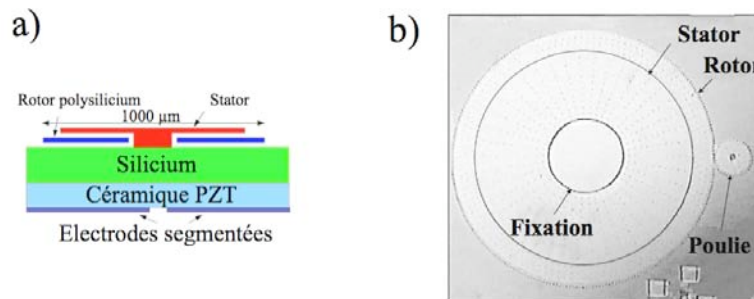 a)
Rotor polysilicium
Stator
1000 µm
Silicium
Céramique PZT
Electrodes segmentées
b)
Stator
Rotor
Fixation
Poulie